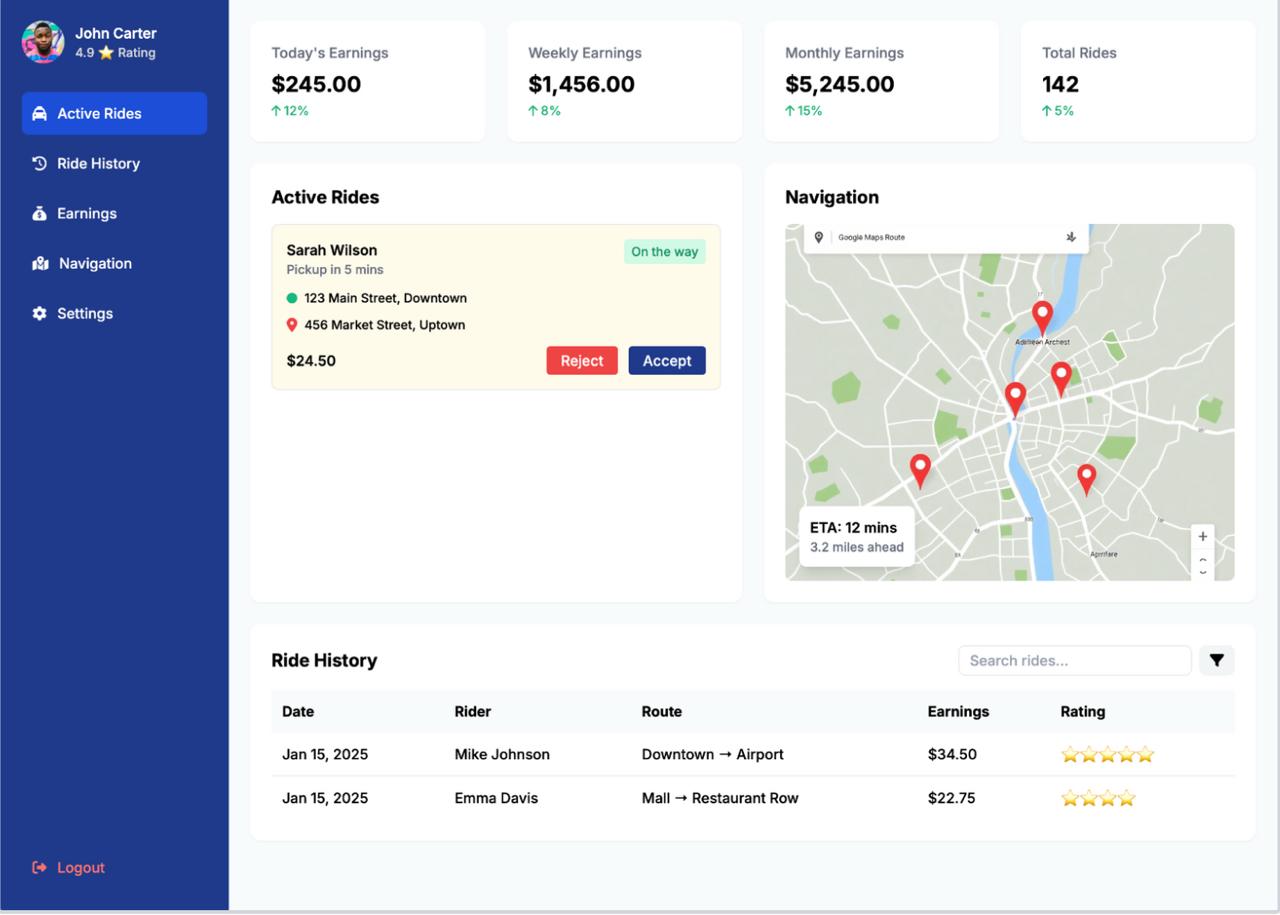 John Carter
4.9 ⭐ Rating
Active Rides
Ride History
Earnings
Navigation
Settings
Logout
Today's Earnings
$245.00
↑ 12%
Weekly Earnings
$1,456.00
↑ 8%
Monthly Earnings
$5,245.00
↑ 15%
Total Rides
142
↑ 5%
Active Rides
Sarah Wilson
On the way
Pickup in 5 mins
123 Main Street, Downtown
456 Market Street, Uptown
$24.50
Reject
Accept
Navigation
Google Maps Route
ETA: 12 mins
3.2 miles ahead
+
Ride History
Search rides...
Date Rider Route Earnings Rating
Jan 15, 2025 Mike Johnson Downtown → Airport $34.50 ⭐⭐⭐⭐⭐
Jan 15, 2025 Emma Davis Mall → Restaurant Row $22.75 ⭐⭐⭐⭐